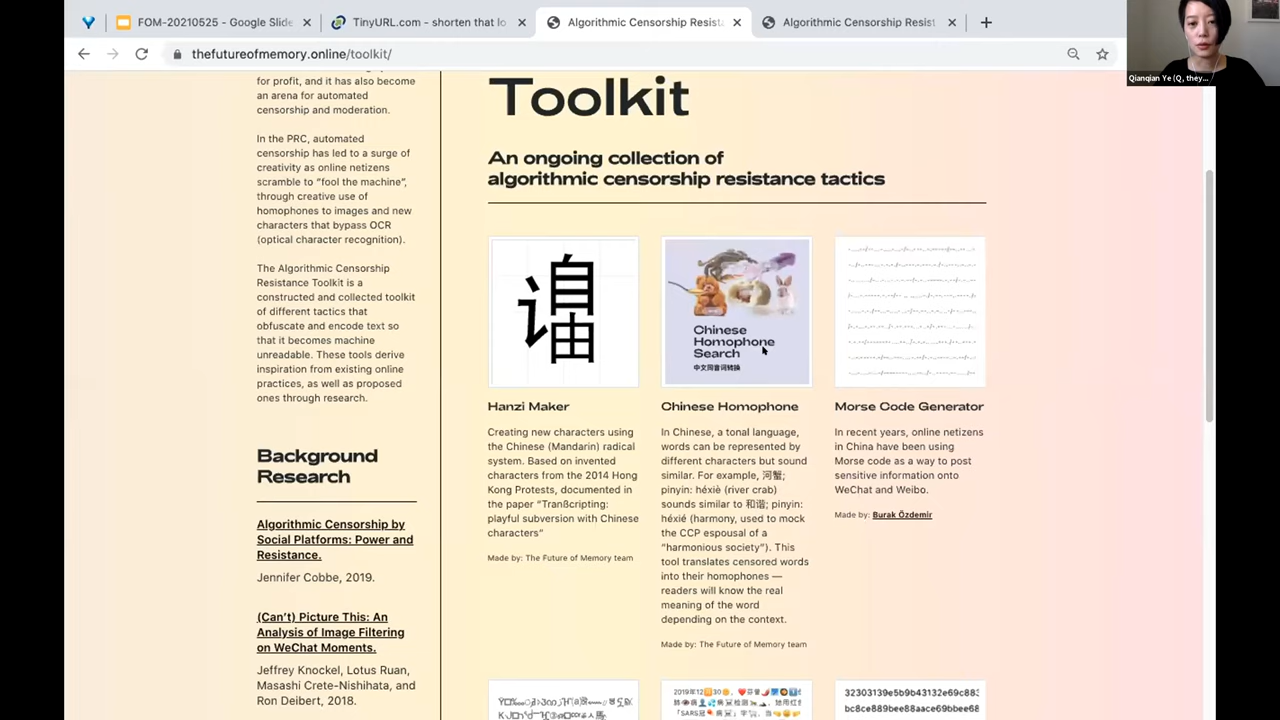 FOM-20210525 - Google Slide
TinyURL.com - shorten that lo
Algorithmic Censorship Resista
Algorithmic Censorship Resist
thefutureofmemory.online/toolkit/
Qianqian Ye (Q, they...
for profit, and it has also become
an arena for automated
censorship and moderation.
In the PRC, automated
censorship has led to a surge of
creativity as online netizens
scramble to “fool the machine”,
through creative use of
homophones to images and new
characters that bypass OCR
(optical character recognition).
The Algorithmic Censorship
Resistance Toolkit is a
constructed and collected toolkit
of different tactics that
obfuscate and encode text so
that it becomes machine
unreadable. These tools derive
inspiration from existing online
practices, as well as proposed
ones through research.
Background
Research
Algorithmic Censorship by
Social Platforms: Power and
Resistance.
Jennifer Cobbe, 2019.
(Can’t) Picture This: An
Analysis of Image Filtering
on WeChat Moments.
Jeffrey Knockel, Lotus Ruan,
Masashi Crete-Nishihata, and
Ron Deibert, 2018.
Toolkit
An ongoing collection of
algorithmic censorship resistance tactics
Hanzi Maker
Creating new characters using
the Chinese (Mandarin) radical
system. Based on invented
characters from the 2014 Hong
Kong Protests, documented in
the paper “Tranßcripting:
playful subversion with Chinese
characters”
Made by: The Future of Memory team
Chinese
Homophone
Search
中文同音词转换
Chinese Homophone
In Chinese, a tonal language,
words can be represented by
different characters but sound
similar. For example, 河蟹;
pinyin: héxiè (river crab)
sounds similar to 和谐; pinyin:
héxié (harmony, used to mock
the CCP espousal of a
“harmonious society”). This
tool translates censored words
into their homophones —
readers will know the real
meaning of the word
depending on the context.
Made by: The Future of Memory team
Morse Code Generator
In recent years, online netizens
in China have been using
Morse code as a way to post
sensitive information onto
WeChat and Weibo.
Made by: Burak Özdemir
2019年12
32303139e5b9b43132e69c883
bc8ce889bee88aace69bbee68